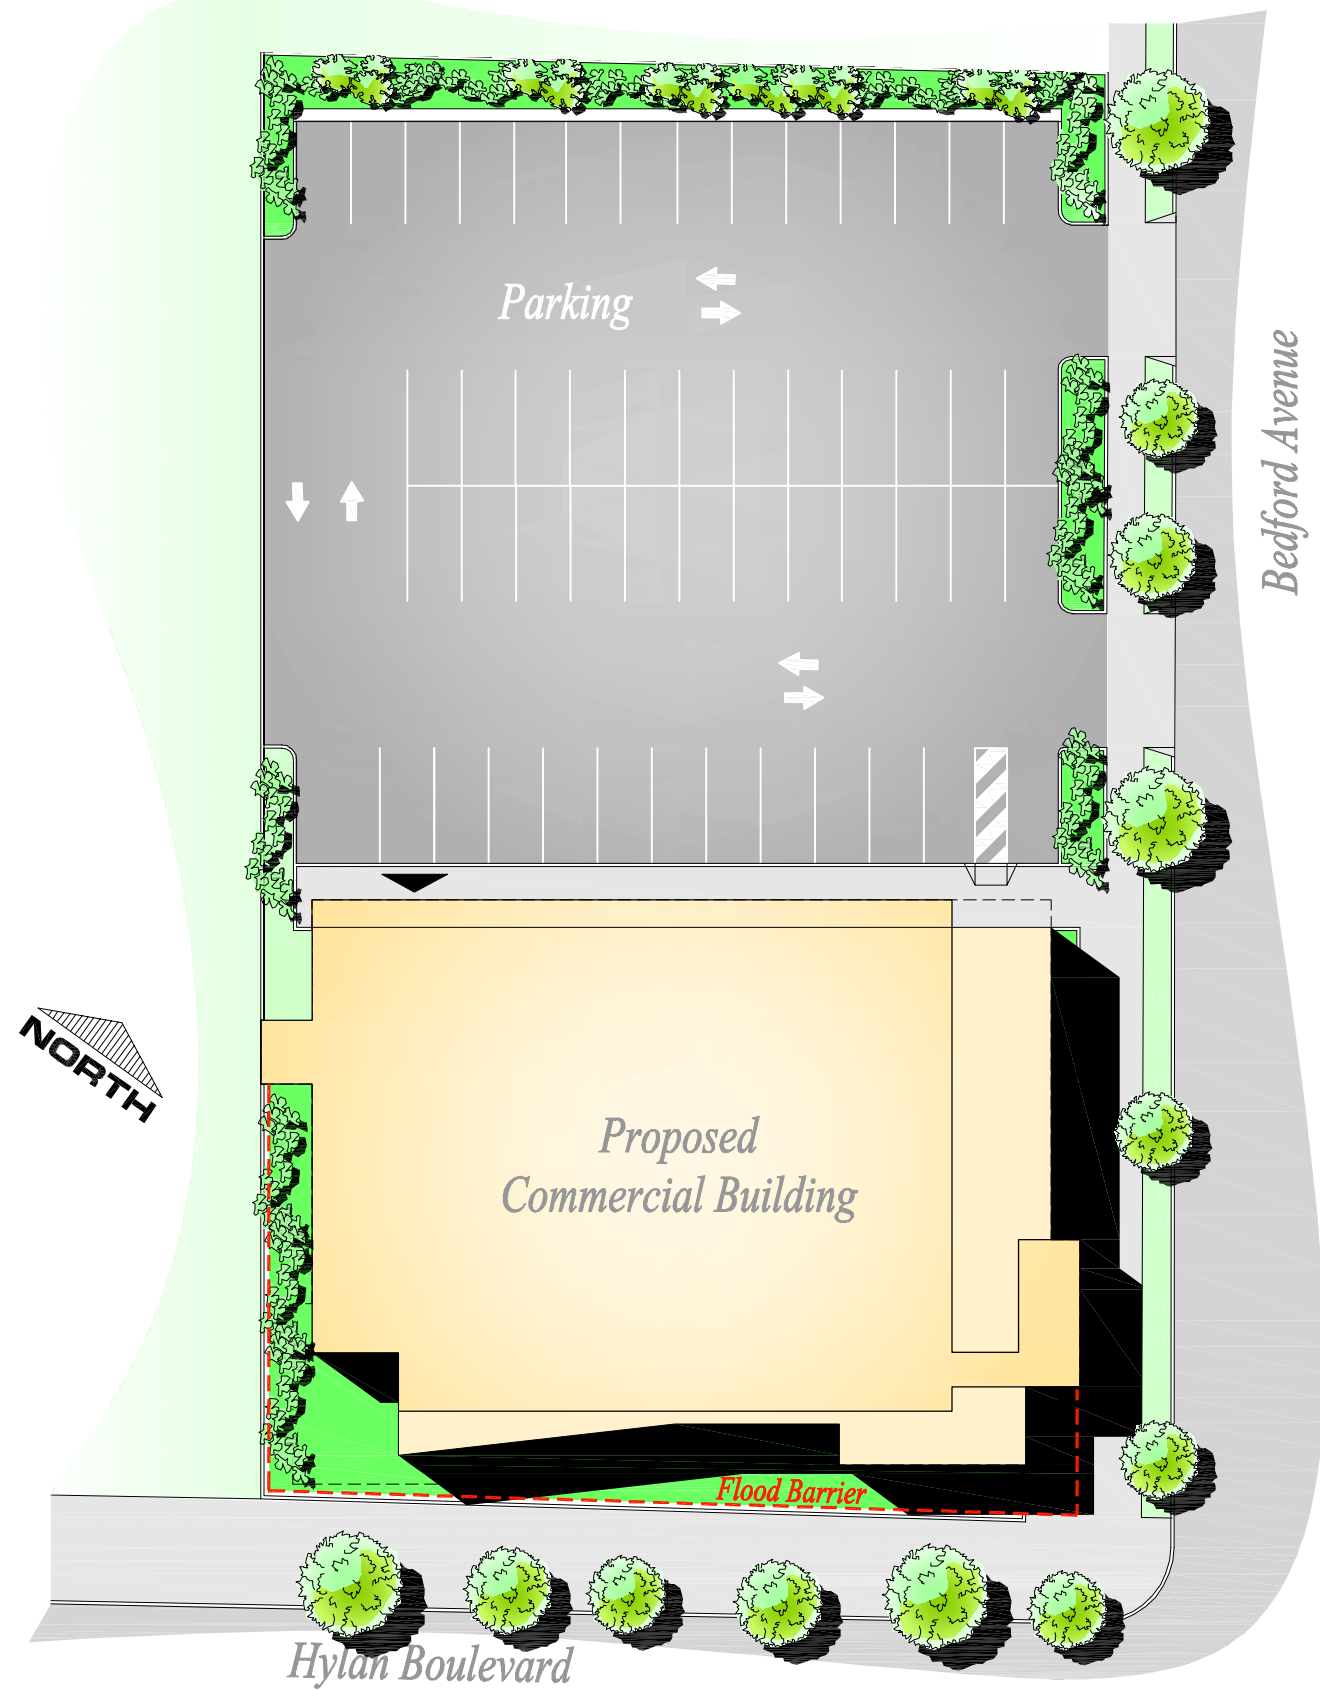 Parking
Bedford Avenue
NORTH
Proposed
Commercial Building
Flood Barrier
Hylan Boulevard